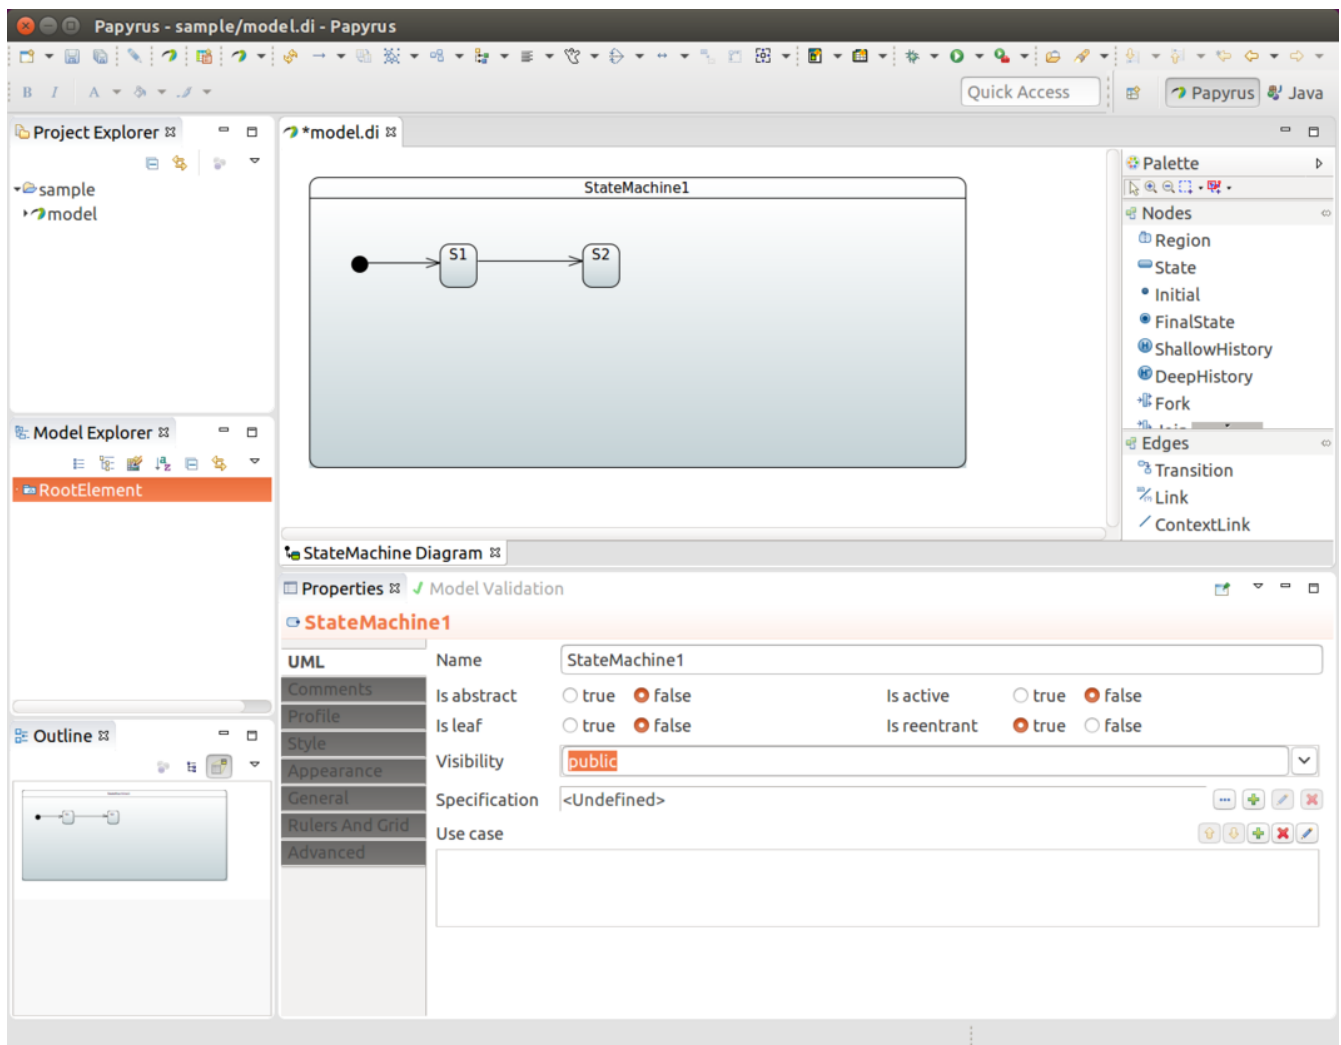 Papyrus - sample/model.di - Papyrus
B I A Quick Access Papyrus Java
Project Explorer
sample
model
*model.di
StateMachine1
S1 S2
Palette
Nodes
Region
State
Initial
FinalState
ShallowHistory
DeepHistory
Fork
Edges
Transition
Link
ContextLink
Model Explorer
RootElement
StateMachine Diagram
Properties Model Validation
StateMachine1
UML
Comments
Profile
Style
Appearance
General
Rulers And Grid
Advanced
Name StateMachine1
Is abstract true false Is active true false
Is leaf true false Is reentrant true false
Visibility public
Specification <Undefined>
Use case
Outline